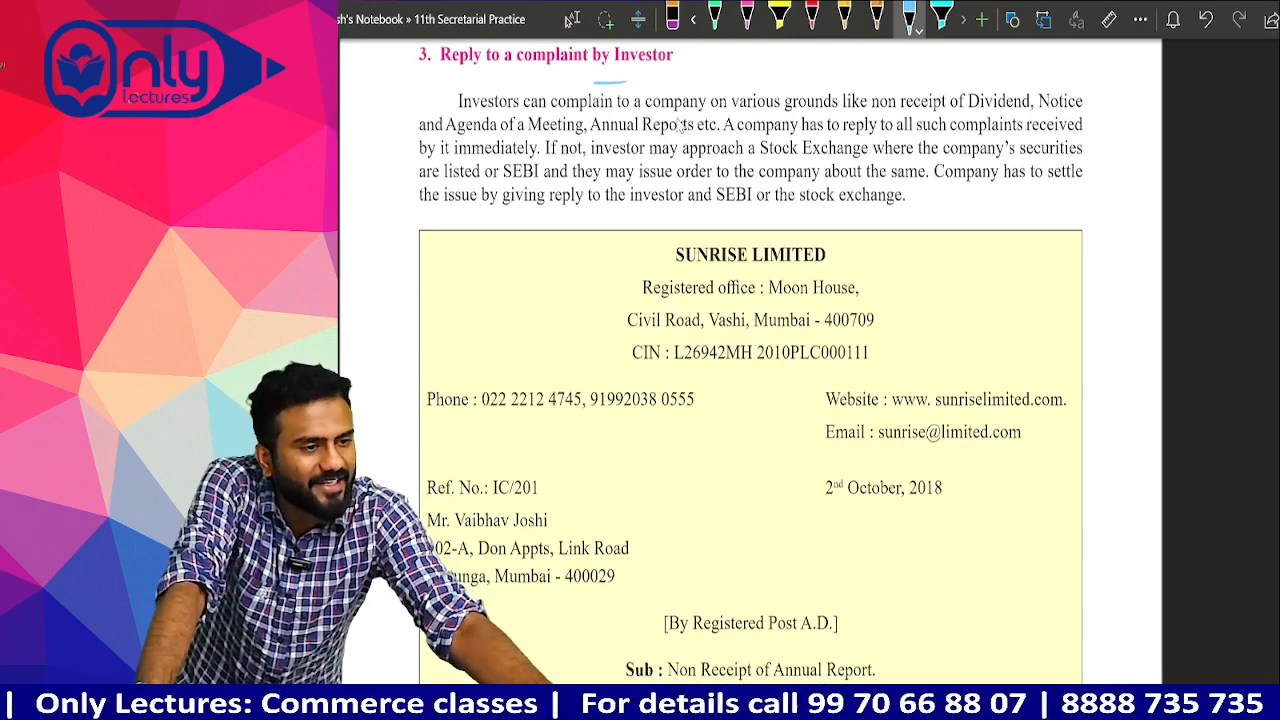 sh's Notebook » 11th Secretarial Practice
Only
lectures
3. Reply to a complaint by Investor
Investors can complain to a company on various grounds like non receipt of Dividend, Notice
and Agenda of a Meeting, Annual Reports etc. A company has to reply to all such complaints received
by it immediately. If not, investor may approach a Stock Exchange where the company's securities
are listed or SEBI and they may issue order to the company about the same. Company has to settle
the issue by giving reply to the investor and SEBI or the stock exchange.
SUNRISE LIMITED
Registered office : Moon House,
Civil Road, Vashi, Mumbai - 400709
CIN : L26942MH 2010PLC000111
Phone : 022 2212 4745, 91992038 0555
Website : www. sunriselimited.com.
Email : sunrise@limited.com
Ref. No.: IC/201
2nd October, 2018
Mr. Vaibhav Joshi
02-A, Don Appts, Link Road
unga, Mumbai - 400029
[By Registered Post A.D.]
Sub : Non Receipt of Annual Report.
| Only Lectures: Commerce classes | For details call 99 70 66 88 07 | 8888 735 735